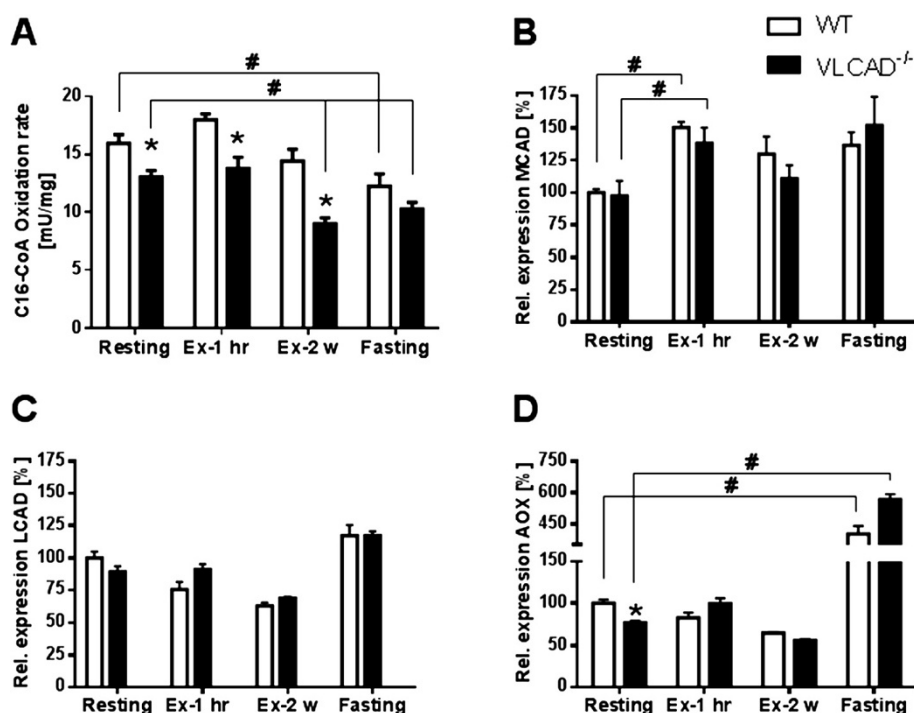 A
C16-CoA Oxidation rate
[mU/mg]
20
15
10
5
0
#
#
*
*
*
Resting Ex-1 hr Ex-2 w Fasting
B
WT
VLCAD-/-
Rel. expression MCAD [%]
175
150
125
100
75
50
25
0
#
#
Resting Ex-1 hr Ex-2 w Fasting
C
Rel. expression LCAD [%]
175
150
125
100
75
50
25
0
Resting Ex-1 hr Ex-2 w Fasting
D
Rel. expression AOX [%]
750
600
450
150
100
50
0
#
#
*
Resting Ex-1 hr Ex-2 w Fasting